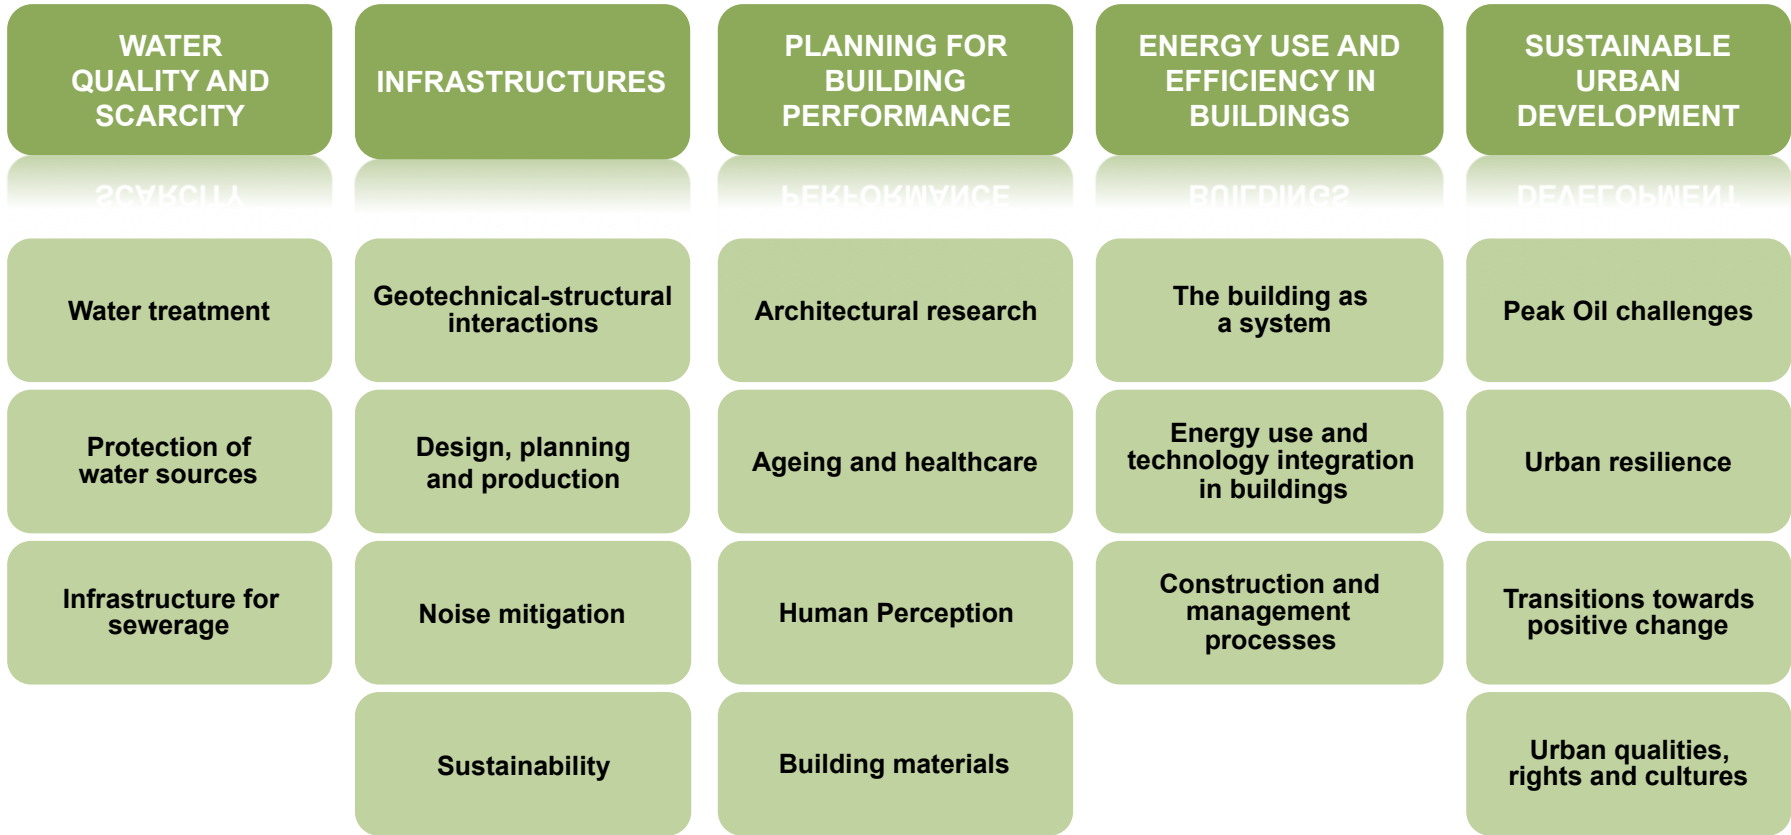 WATER
QUALITY AND
SCARCITY
INFRASTRUCTURES
PLANNING FOR
BUILDING
PERFORMANCE
ENERGY USE AND
EFFICIENCY IN
BUILDINGS
SUSTAINABLE
URBAN
DEVELOPMENT
Water treatment
Protection of
water sources
Infrastructure for
sewerage
Geotechnical-structural
interactions
Design, planning
and production
Noise mitigation
Sustainability
Architectural research
Ageing and healthcare
Human Perception
Building materials
The building as
a system
Energy use and
technology integration
in buildings
Construction and
management
processes
Peak Oil challenges
Urban resilience
Transitions towards
positive change
Urban qualities,
rights and cultures